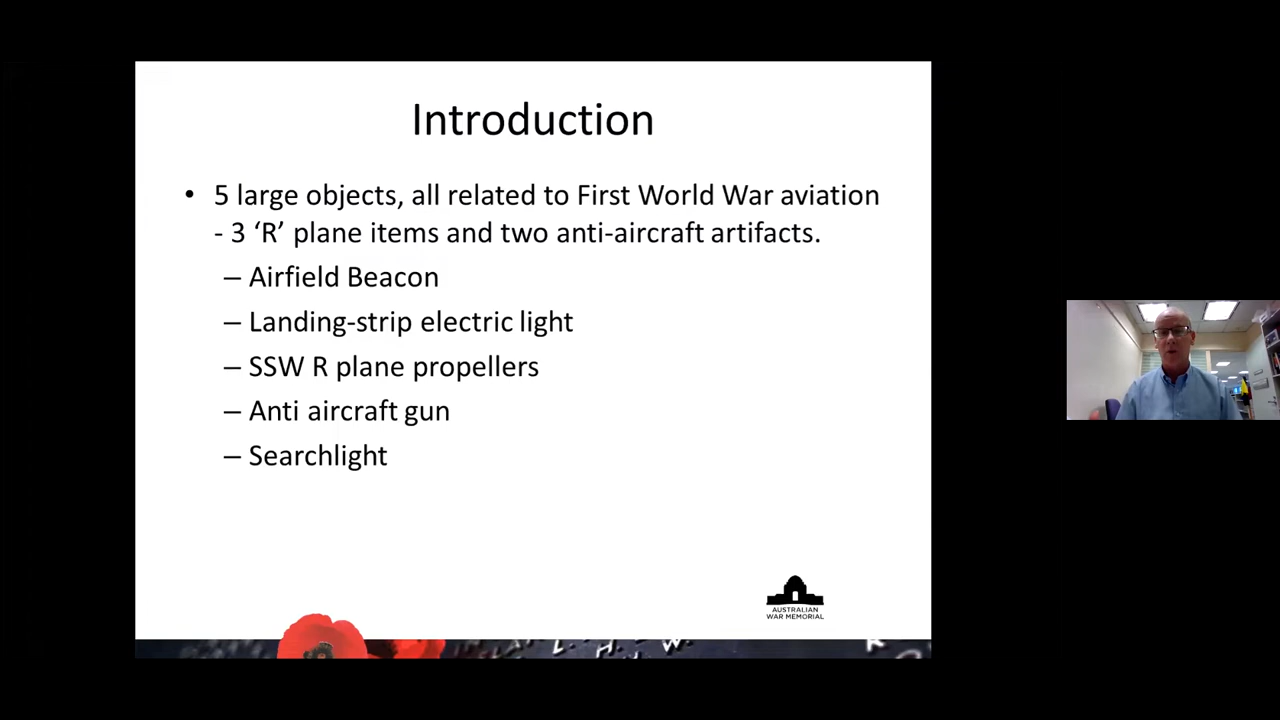 Introduction
• 5 large objects, all related to First World War aviation
- 3 ‘R’ plane items and two anti-aircraft artifacts.
– Airfield Beacon
– Landing-strip electric light
– SSW R plane propellers
– Anti aircraft gun
– Searchlight
AUSTRALIAN
WAR MEMORIAL
L. H. W.